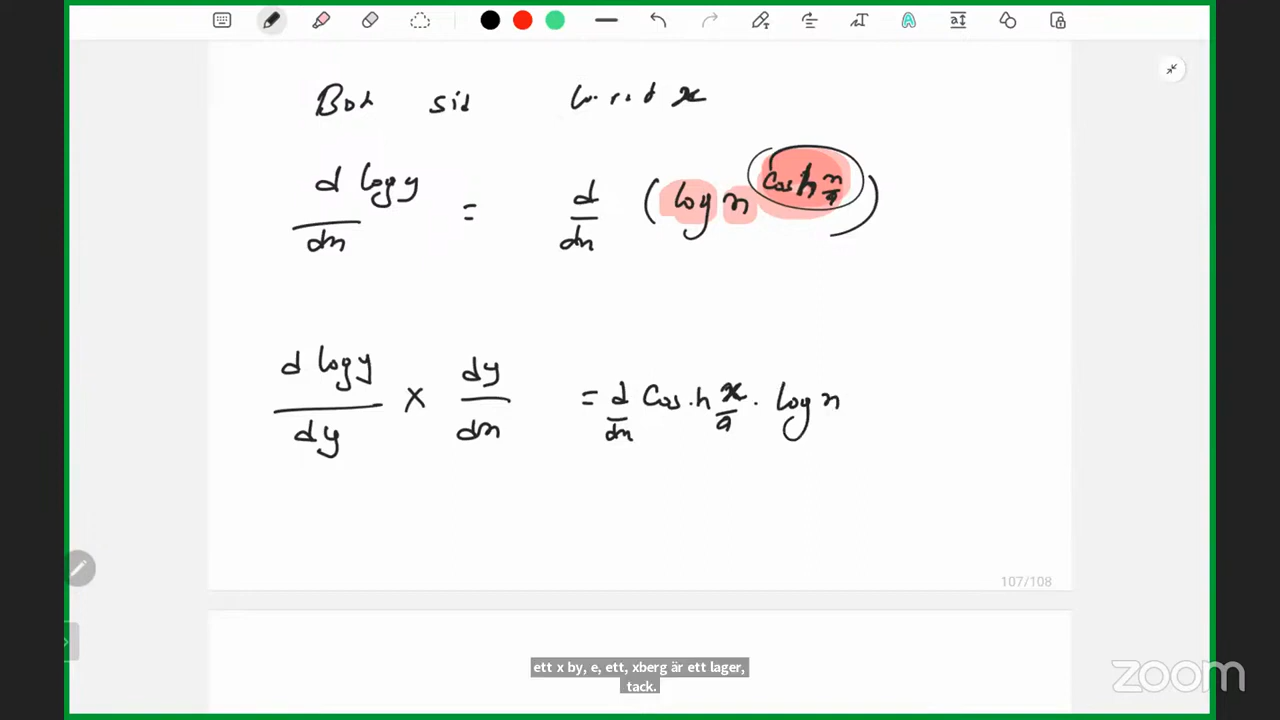 Both sid w.r.t x
d log y / dx = d/dx (log x^(cosh x/a))
d log y / dy × dy/dx = d/dx Cos.h x/a . log x
107/108
ett x by, e, ett, xberg är ett lager,
tack.
zoom